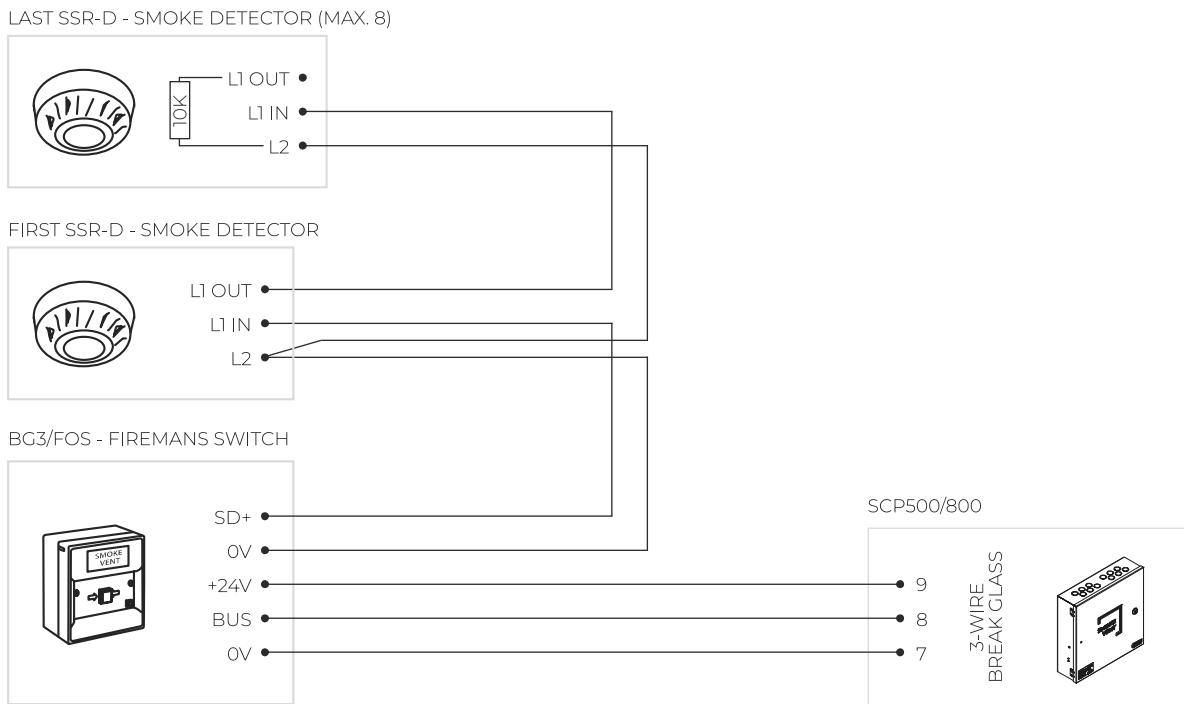 LAST SSR-D - SMOKE DETECTOR (MAX. 8)
L1 OUT
10K
L1 IN
L2
FIRST SSR-D - SMOKE DETECTOR
L1 OUT
L1 IN
L2
BG3/FOS - FIREMANS SWITCH
SMOKE
VENT
SD+
0V
+24V
BUS
0V
SCP500/800
9
8
7
3-WIRE
BREAK GLASS